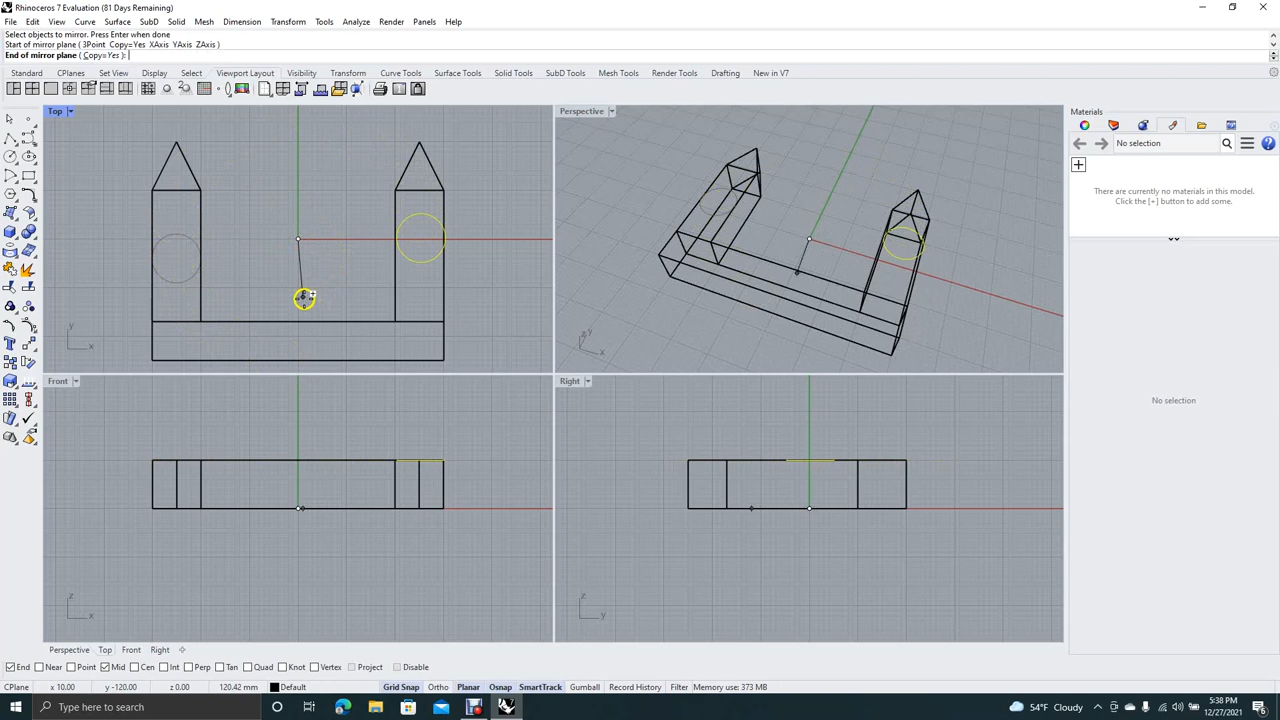 Rhinoceros 7 Evaluation (81 Days Remaining)
File Edit View Curve Surface SubD Solid Mesh Dimension Transform Tools Analyze Render Panels Help
Select objects to mirror. Press Enter when done
Start of mirror plane ( 3Point Copy=Yes XAxis YAxis ZAxis )
End of mirror plane ( Copy=Yes ):
Standard CPlanes Set View Display Select Viewport Layout Visibility Transform Curve Tools Surface Tools Solid Tools SubD Tools Mesh Tools Render Tools Drafting New in V7
Top
Perspective
Materials
No selection
There are currently no materials in this model.
Click the [+] button to add some.
y
x
z
y
x
Front
Right
No selection
z
x
z
y
Perspective Top Front Right
End Near Point Mid Cen Int Perp Tan Quad Knot Vertex Project Disable
CPlane x 10.00 y -120.00 z 0.00 120.42 mm Default Grid Snap Ortho Planar Osnap SmartTrack Gumball Record History Filter Memory use: 373 MB
Type here to search
54°F Cloudy
5:38 PM
12/27/2021
6